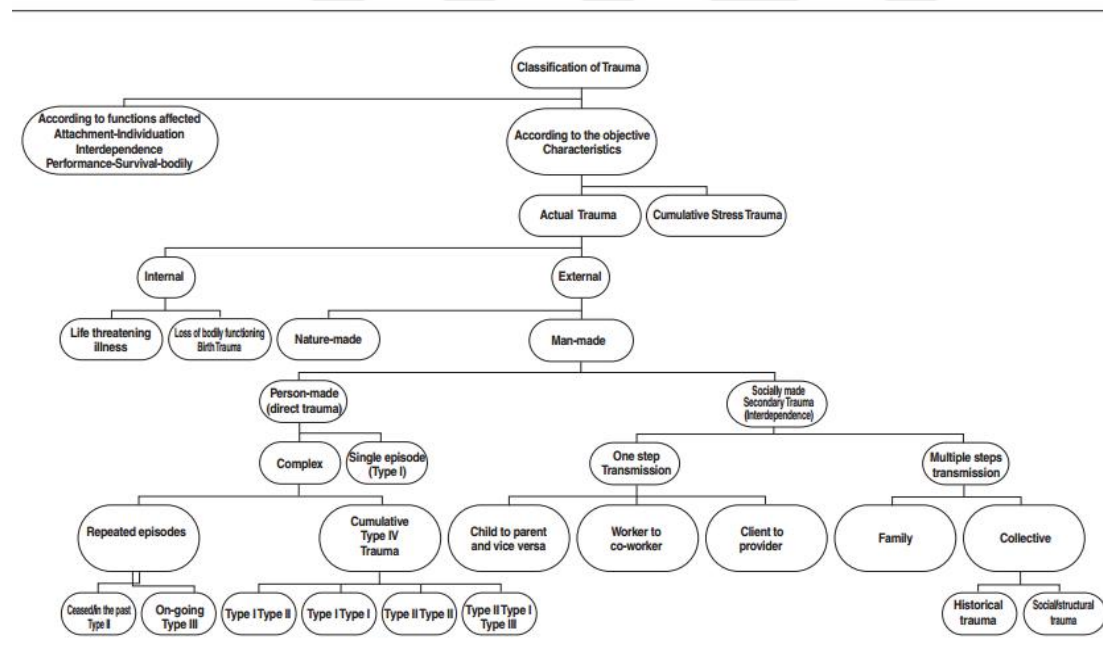 Classification of Trauma
According to functions affected
Attachment-Individuation
Interdependence
Performance-Survival-bodily
According to the objective
Characteristics
Actual Trauma
Cumulative Stress Trauma
Internal
External
Life threatening
illness
Loss of bodily functioning
Birth Trauma
Nature-made
Man-made
Person-made
(direct trauma)
Socially made
Secondary Trauma
(Interdependence)
Complex
Single episode
(Type I)
One step
Transmission
Multiple steps
transmission
Repeated episodes
Cumulative
Type IV
Trauma
Child to parent
and vice versa
Worker to
co-worker
Client to
provider
Family
Collective
Ceased/in the past
Type II
On-going
Type III
Type I Type II
Type I Type I
Type II Type II
Type II Type I
Type III
Historical
trauma
Social/structural
trauma